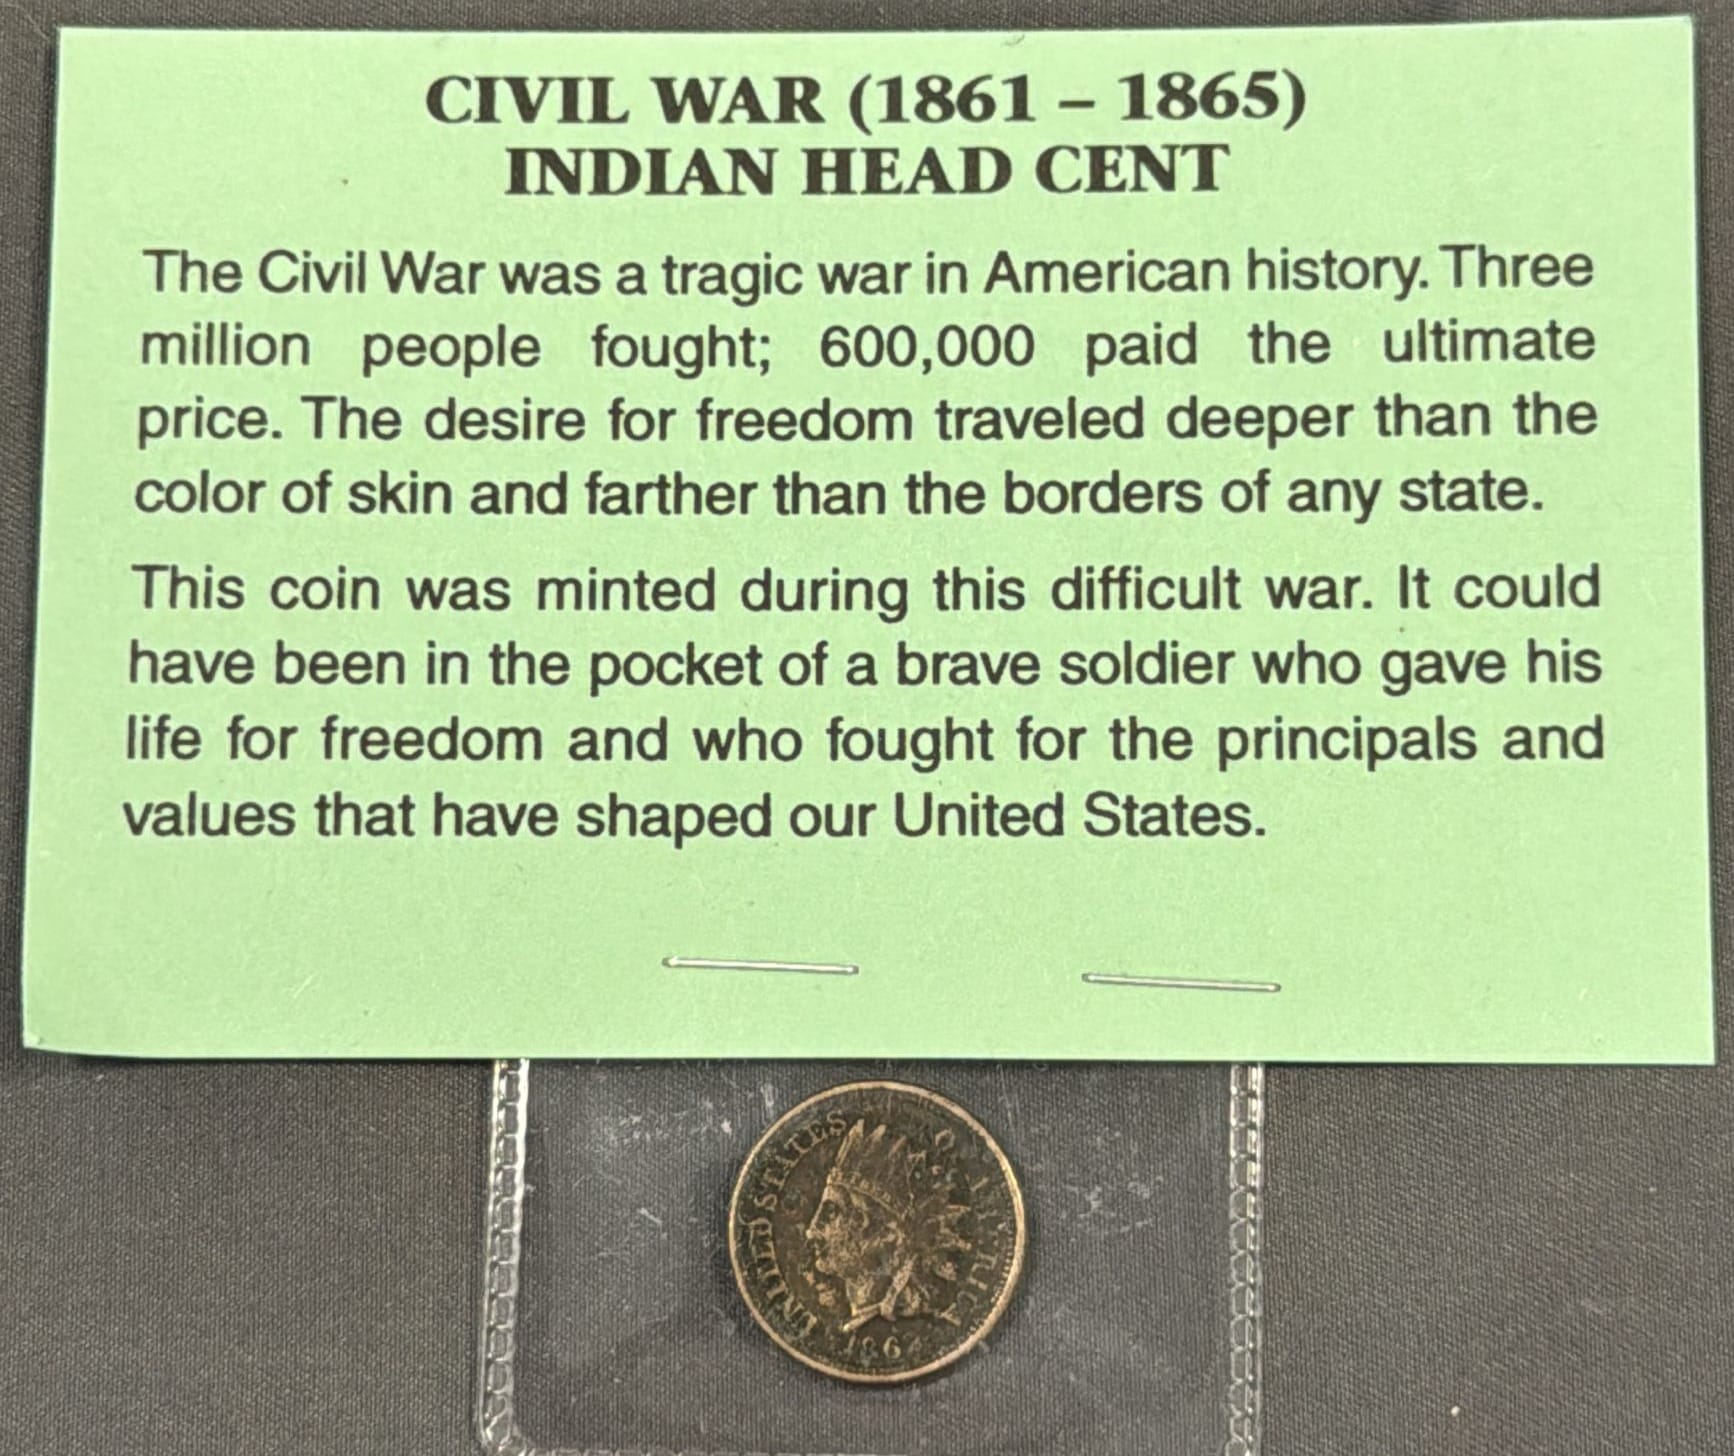 CIVIL WAR (1861 – 1865)
INDIAN HEAD CENT
The Civil War was a tragic war in American history. Three
million people fought; 600,000 paid the ultimate
price. The desire for freedom traveled deeper than the
color of skin and farther than the borders of any state.
This coin was minted during this difficult war. It could
have been in the pocket of a brave soldier who gave his
life for freedom and who fought for the principals and
values that have shaped our United States.
UNITED STATES